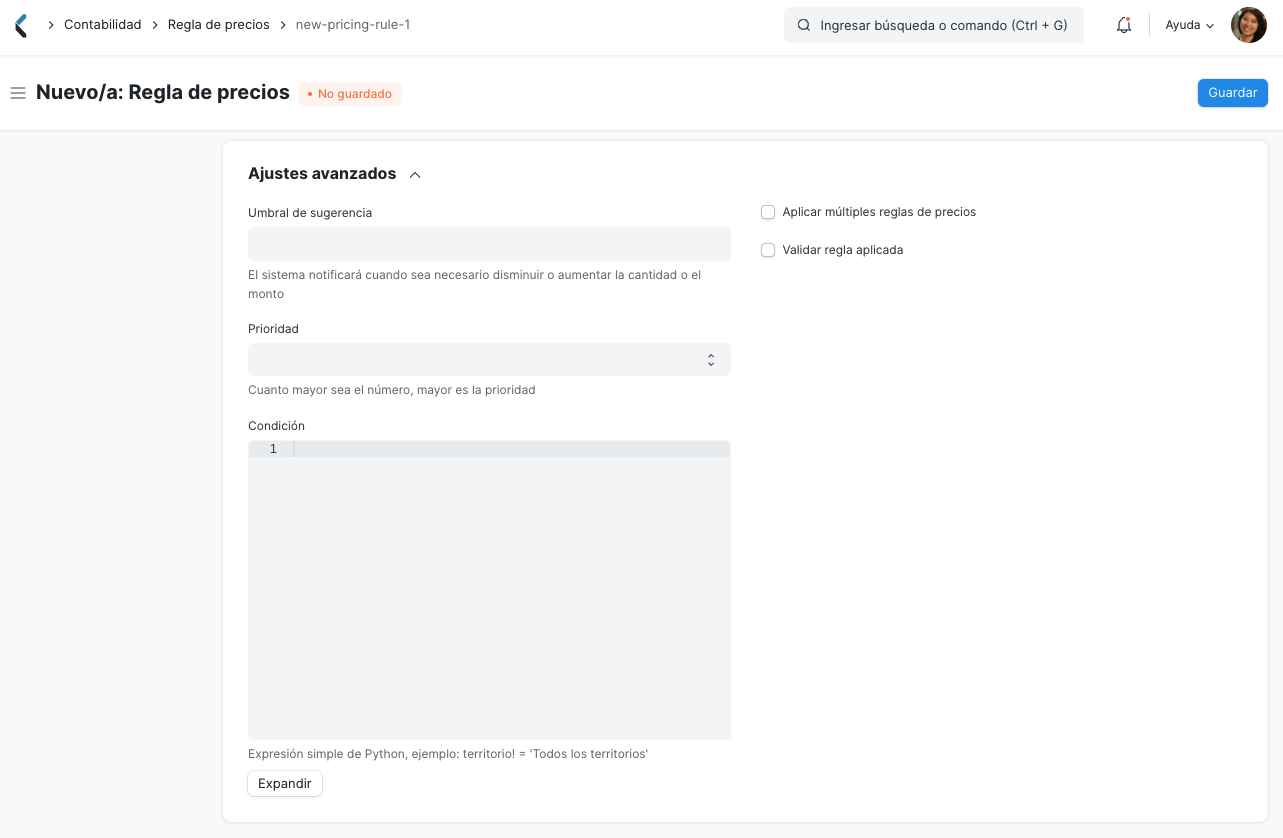 Contabilidad > Regla de precios > new-pricing-rule-1
Ingresar búsqueda o comando (Ctrl + G)
Ayuda
Nuevo/a: Regla de precios
• No guardado
Guardar
Ajustes avanzados
Umbral de sugerencia
El sistema notificará cuando sea necesario disminuir o aumentar la cantidad o el
monto
Prioridad
Cuanto mayor sea el número, mayor es la prioridad
Condición
1
Expresión simple de Python, ejemplo: territorio! = 'Todos los territorios'
Expandir
Aplicar múltiples reglas de precios
Validar regla aplicada